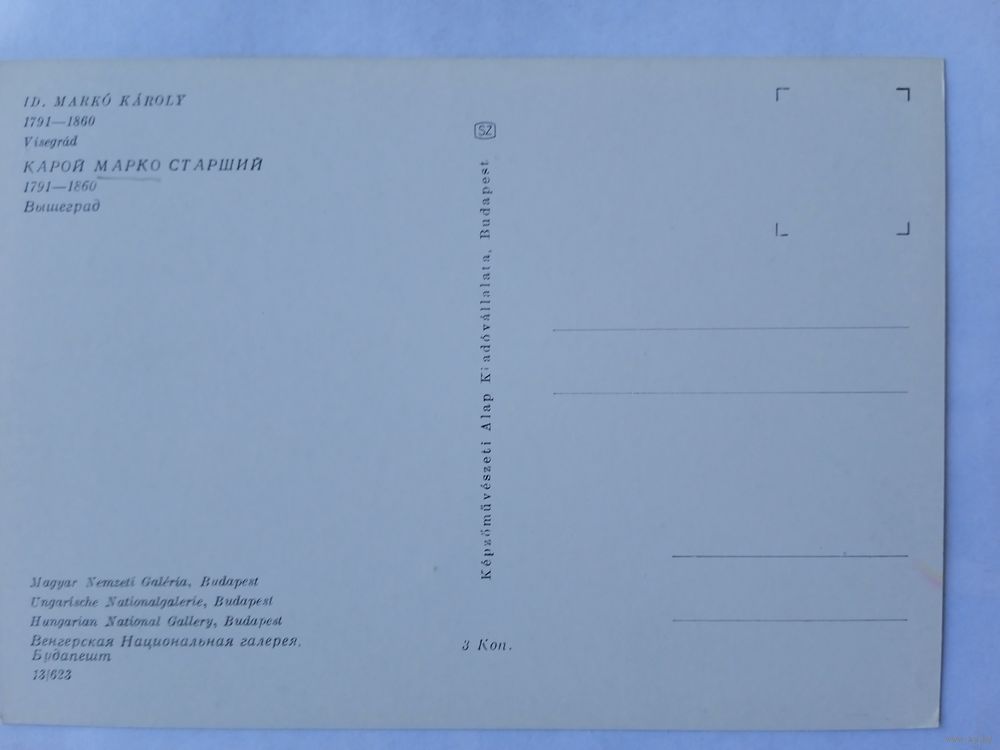 ID. MARKÓ KÁROLY
1791—1860
Visegrád
КАРОЙ МАРКО СТАРШИЙ
1791—1860
Вышеград
Magyar Nemzeti Galéria, Budapest
Ungarische Nationalgalerie, Budapest
Hungarian National Gallery, Budapest
Венгерская Национальная галерея,
Будапешт
13/623
SZ
Képzőművészeti Alap Kiadóvállalata, Budapest
3 Коп.